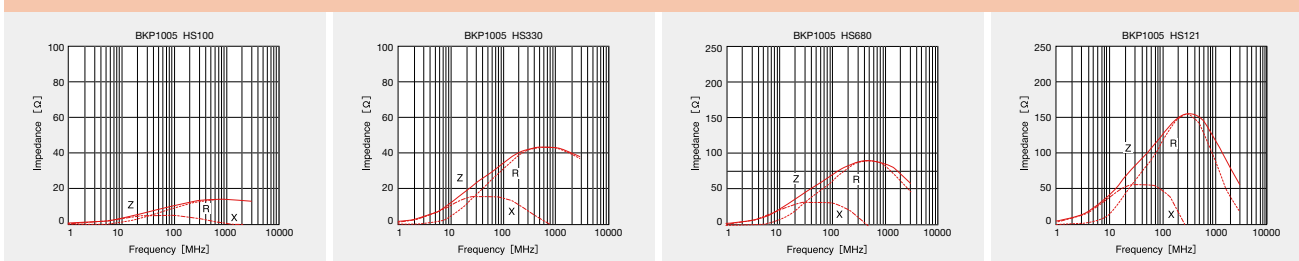 BKP1005 HS100
100
80
60
40
20
0
Impedance [Ω]
Z
R
X
1
10
100
1000
10000
Frequency [MHz]
BKP1005 HS330
100
80
60
40
20
0
Impedance [Ω]
Z
R
X
1
10
100
1000
10000
Frequency [MHz]
BKP1005 HS680
250
200
150
100
50
0
Impedance [Ω]
Z
R
X
1
10
100
1000
10000
Frequency [MHz]
BKP1005 HS121
250
200
150
100
50
0
Impedance [Ω]
Z
R
X
1
10
100
1000
10000
Frequency [MHz]